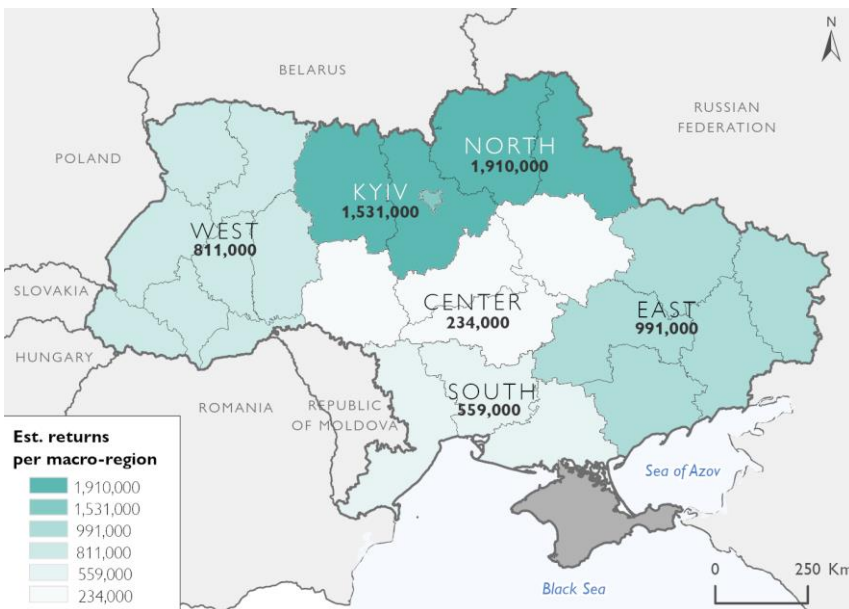 N
BELARUS
RUSSIAN
FEDERATION
POLAND
NORTH
1,910,000
KYIV
1,531,000
WEST
811,000
SLOVAKIA
CENTER
234,000
EAST
991,000
HUNGARY
SOUTH
559,000
ROMANIA
REPUBLIC
OF MOLDOVA
Est. returns
per macro-region
1,910,000
1,531,000
991,000
811,000
559,000
234,000
Sea of Azov
Black Sea
0 250 Km